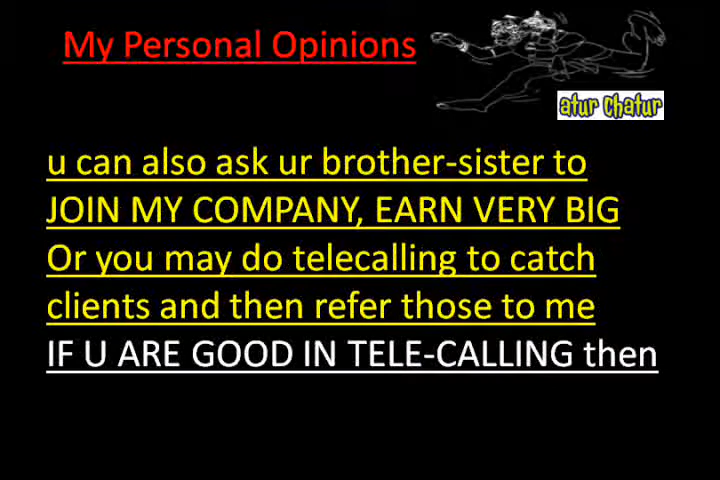 My Personal Opinions
atur chatur
u can also ask ur brother-sister to
JOIN MY COMPANY, EARN VERY BIG
Or you may do telecalling to catch
clients and then refer those to me
IF U ARE GOOD IN TELE-CALLING then